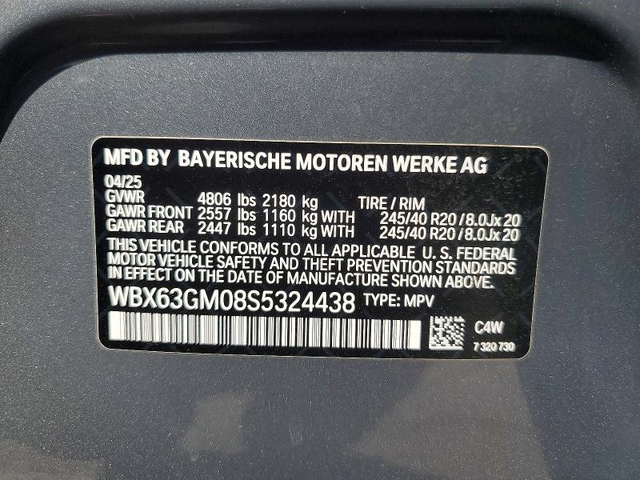 MFD BY BAYERISCHE MOTOREN WERKE AG
04/25
GVWR 4806 lbs 2180 kg TIRE / RIM
GAWR FRONT 2557 lbs 1160 kg WITH 245/40 R20/8.0Jx20
GAWR REAR 2447 lbs 1110 kg WITH 245/40 R20/8.0Jx20
THIS VEHICLE CONFORMS TO ALL APPLICABLE U. S. FEDERAL
MOTOR VEHICLE SAFETY AND THEFT PREVENTION STANDARDS
IN EFFECT ON THE DATE OF MANUFACTURE SHOWN ABOVE.
WBX63GM08S5324438 TYPE: MPV
C4W
7 320 730